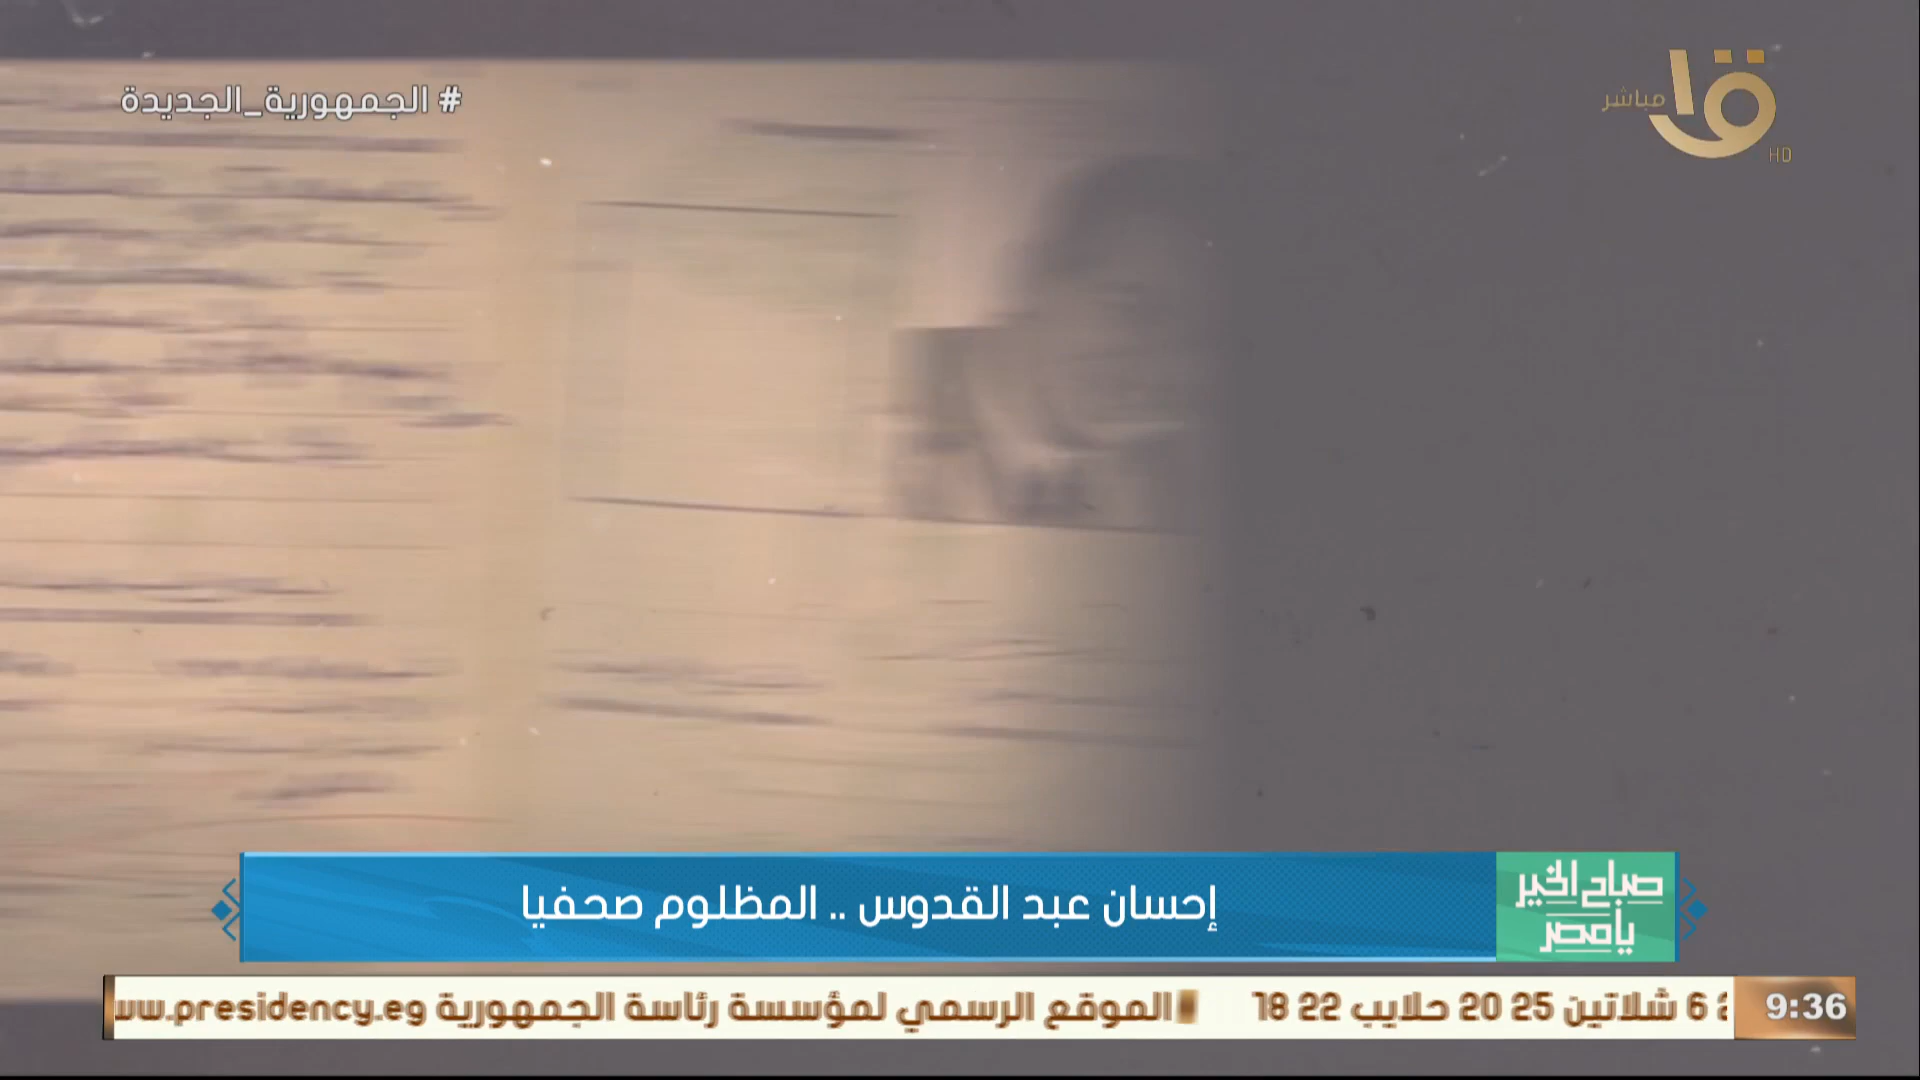 # الجمهورية_الجديدة
مباشر
HD
إحسان عبد القدوس .. المظلوم صحفيا
صباح الخير
يا مصر
6 شلاتين 25 20 حلايب 22 18 الموقع الرسمي لمؤسسة رئاسة الجمهورية www.presidency.eg
9:36